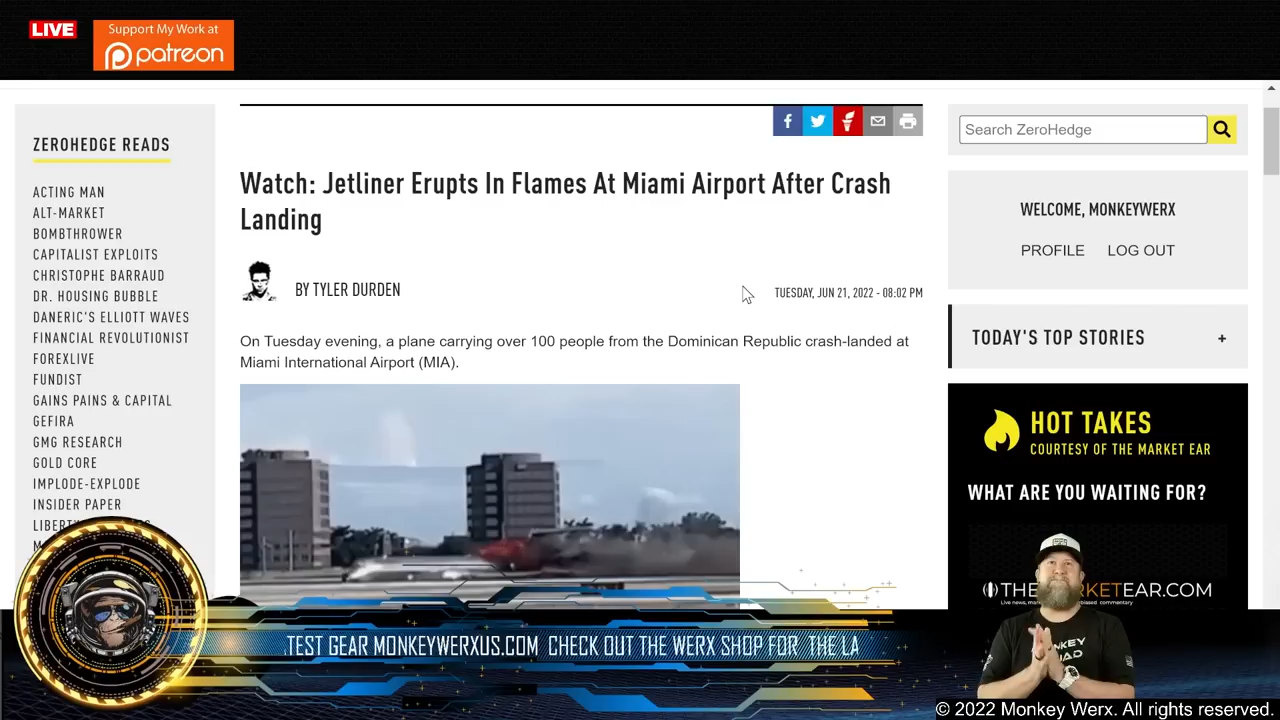 LIVE
Support My Work at
patreon
ZEROHEDGE READS
ACTING MAN
ALT-MARKET
BOMBTHROWER
CAPITALIST EXPLOITS
CHRISTOPHE BARRAUD
DR. HOUSING BUBBLE
DANERIC'S ELLIOTT WAVES
FINANCIAL REVOLUTIONIST
FOREXLIVE
FUNDIST
GAINS PAINS & CAPITAL
GEFIRA
GMG RESEARCH
GOLD CORE
IMPLODE-EXPLODE
INSIDER PAPER
Watch: Jetliner Erupts In Flames At Miami Airport After Crash
Landing
BY TYLER DURDEN
TUESDAY, JUN 21, 2022 - 08:02 PM
On Tuesday evening, a plane carrying over 100 people from the Dominican Republic crash-landed at
Miami International Airport (MIA).
Search ZeroHedge
WELCOME, MONKEYWERX
PROFILE LOG OUT
TODAY'S TOP STORIES +
HOT TAKES
COURTESY OF THE MARKET EAR
WHAT ARE YOU WAITING FOR?
TEST GEAR MONKEYWERXUS.COM CHECK OUT THE WERX SHOP FOR THE LA
© 2022 Monkey Werx. All rights reserved.